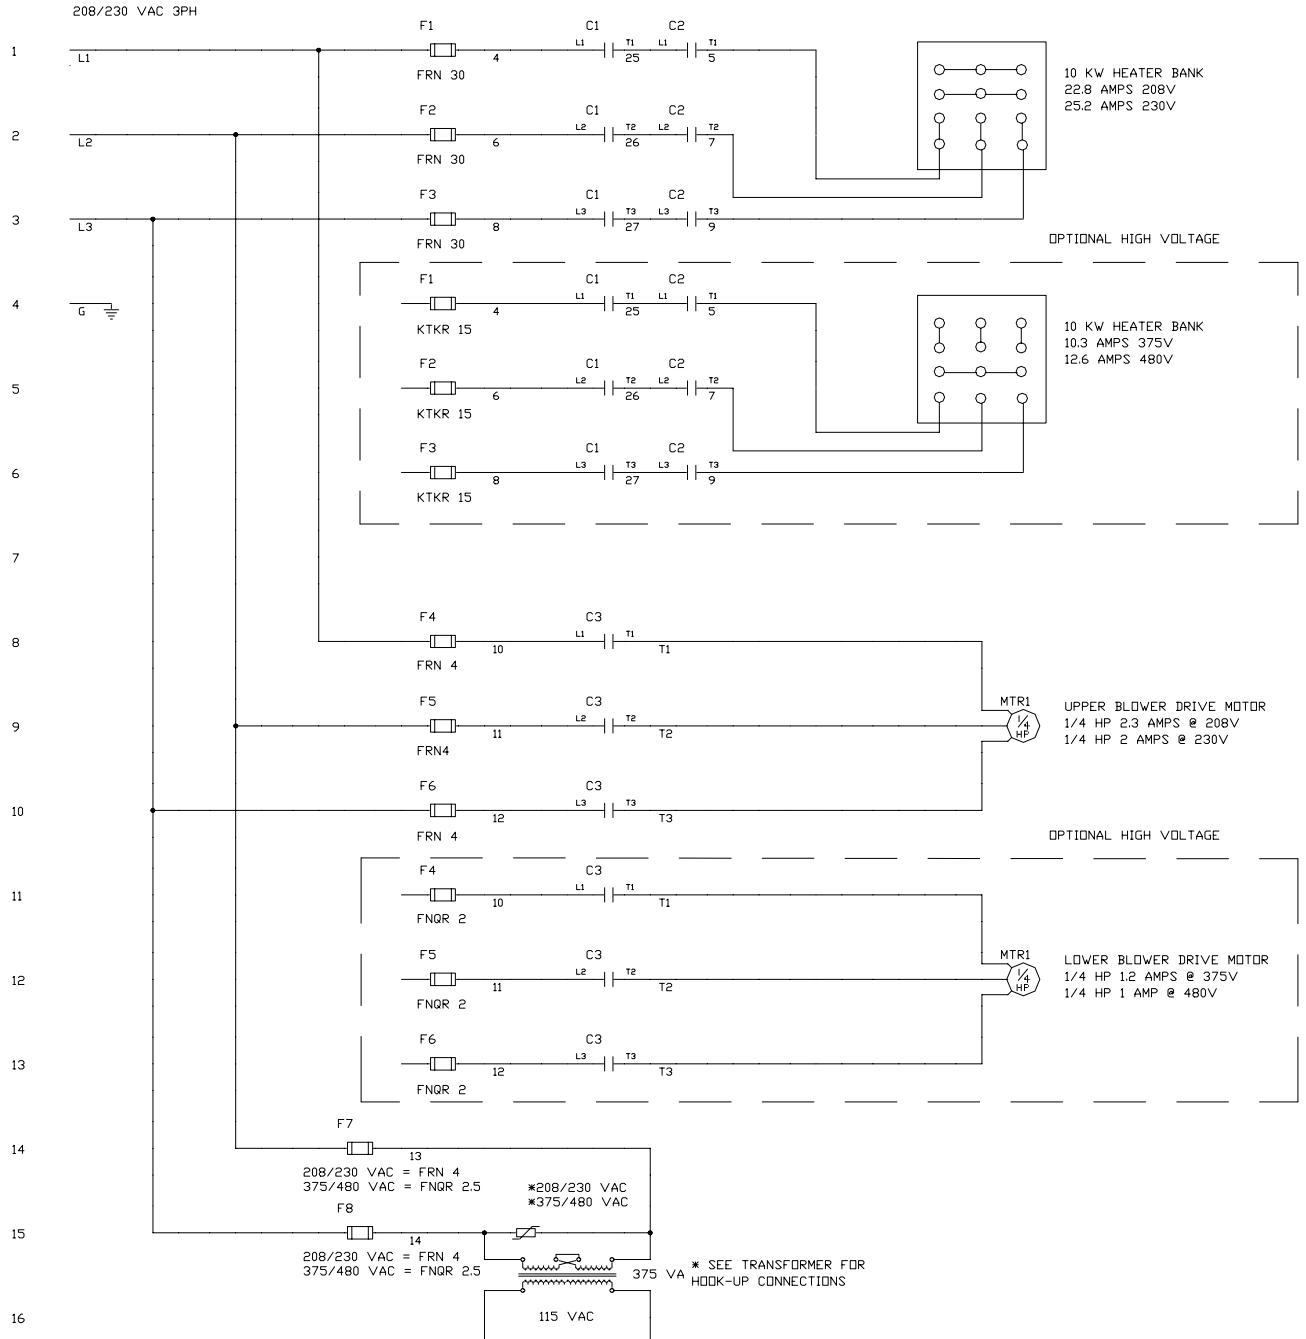 208/230 VAC 3PH
F1 C1 C2
1 L1 T1 L1 T1
L1 4 25 5
FRN 30
10 KW HEATER BANK
22.8 AMPS 208V
25.2 AMPS 230V
F2 C1 C2
2 L2 T2 L2 T2
L2 6 26 7
FRN 30
F3 C1 C2
3 L3 T3 L3 T3
L3 8 27 9
FRN 30
OPTIONAL HIGH VOLTAGE
F1 C1 C2
4 L1 T1 L1 T1
G 4 25 5
KTKR 15
10 KW HEATER BANK
10.3 AMPS 375V
12.6 AMPS 480V
F2 C1 C2
5 L2 T2 L2 T2
6 26 7
KTKR 15
F3 C1 C2
6 L3 T3 L3 T3
8 27 9
KTKR 15
7
F4 C3
8 L1 T1
10 T1
FRN 4
F5 C3 MTR1
9 L2 T2
11 T2
FRN4
1/4 HP
UPPER BLOWER DRIVE MOTOR
1/4 HP 2.3 AMPS @ 208V
1/4 HP 2 AMPS @ 230V
F6 C3
10 L3 T3
12 T3
FRN 4
OPTIONAL HIGH VOLTAGE
F4 C3
11 L1 T1
10 T1
FNQR 2
F5 C3 MTR1
12 L2 T2
11 T2
FNQR 2
1/4 HP
LOWER BLOWER DRIVE MOTOR
1/4 HP 1.2 AMPS @ 375V
1/4 HP 1 AMP @ 480V
F6 C3
13 L3 T3
12 T3
FNQR 2
F7
14
13
208/230 VAC = FRN 4
375/480 VAC = FNQR 2.5
*208/230 VAC
*375/480 VAC
F8
15
14
208/230 VAC = FRN 4
375/480 VAC = FNQR 2.5
375 VA
* SEE TRANSFORMER FOR
HOOK-UP CONNECTIONS
16 115 VAC